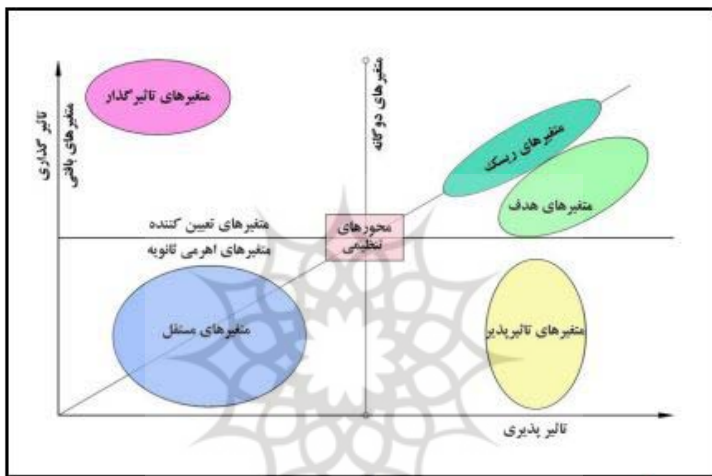 متغیرهای تاثیرگذار
متغیرهای دوگانه
متغیرهای ریسک
متغیرهای هدف
تاثیر گذاری
متغیرهای بافتی
متغیرهای تعیین کننده
متغیرهای اهرمی ثانویه
محورهای
تنظیمی
متغیرهای مستقل
متغیرهای تاثیرپذیر
تاثیر پذیری